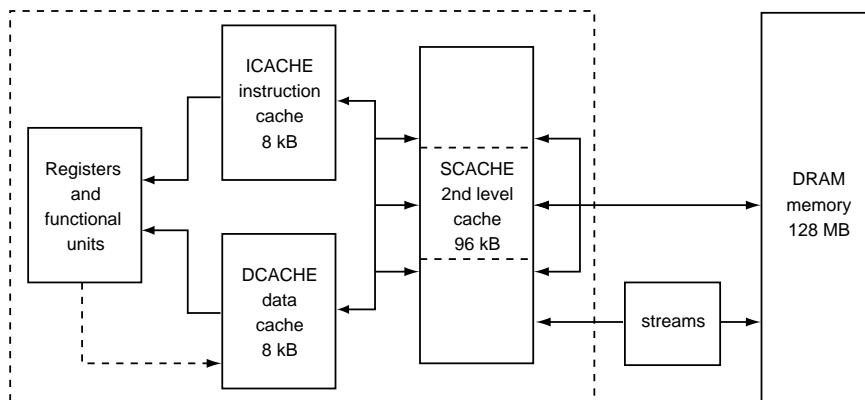 ICACHE
instruction
cache
8 kB
Registers
and
functional
units
DCACHE
data
cache
8 kB
SCACHE
2nd level
cache
96 kB
streams
DRAM
memory
128 MB